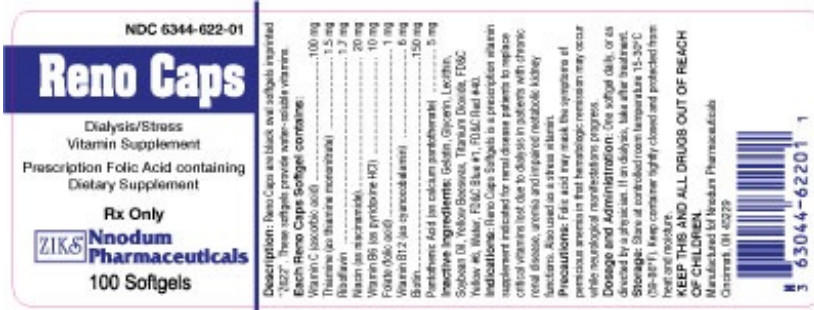 NDC 6344-622-01
Reno Caps
Dialysis/Stress
Vitamin Supplement
Prescription Folic Acid containing
Dietary Supplement
Rx Only
ZIKS Nnodum
Pharmaceuticals
100 Softgels
Description: Reno Caps are black oval softgels imprinted
"2622". These softgels provide water-soluble vitamins.
Each Reno Caps Softgel contains:
Vitamin C (ascorbic acid) 100 mg
Thiamine (as thiamine mononitrate) 1.5 mg
Riboflavin 1.7 mg
Niacin (as niacinamide) 20 mg
Vitamin B6 (as pyridoxine HCl) 10 mg
Folate (folic acid) 1 mg
Vitamin B12 (as cyanocobalamin) 6 mg
Biotin 150 mg
Pantothenic Acid (as calcium pantothenate) 5 mg
Inactive Ingredients: Gelatin, Glycerin, Lecithin,
Soybean Oil, Yellow Beeswax, Titanium Dioxide, FD&C
Yellow #6, Water, FD&C Blue #1, FD&C Red #40.
Indications: Reno Caps Softgels is a prescription vitamin
supplement indicated for renal disease patients to replace
critical vitamins lost due to dialysis in patients with chronic
renal disease, uremia and impaired metabolic kidney
functions. Also used as a stress vitamin.
Precautions: Folic acid may mask the symptoms of
pernicious anemia in that hematologic remission may occur
while neurological manifestations progress.
Dosage and Administration: One softgel daily, or as
directed by a physician. If on dialysis, take after treatment.
Storage: Store at controlled room temperature 15-30°C
(59-86°F). Keep container tightly closed and protected from
heat and moisture.
KEEP THIS AND ALL DRUGS OUT OF REACH
OF CHILDREN.
Manufactured for Nnodum Pharmaceuticals
Cincinnati, OH 45229
N
3 63044-62201 1